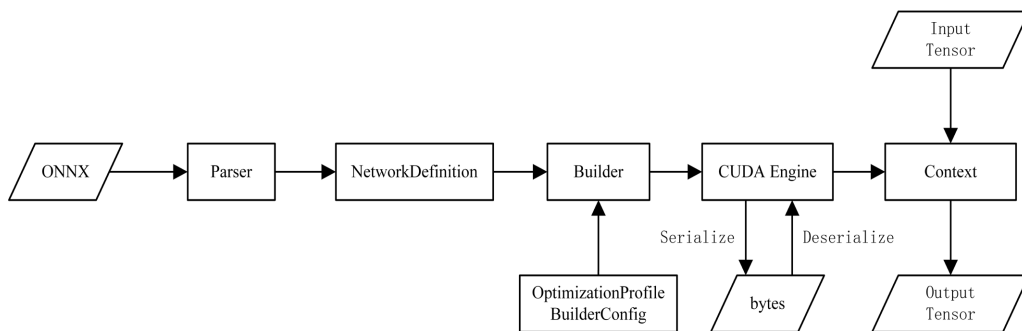 Input
Tensor
ONNX
Parser
NetworkDefinition
Builder
CUDA Engine
Context
Serialize
Deserialize
OptimizationProfile
BuilderConfig
bytes
Output
Tensor